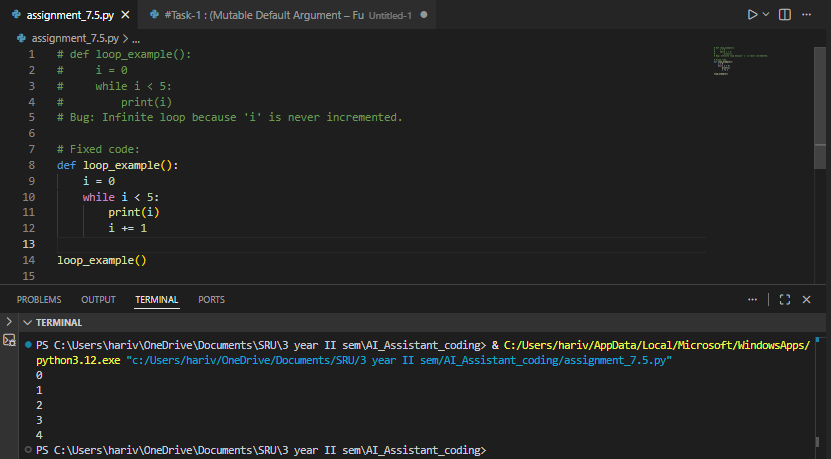 assignment_7.5.py × #Task-1 : (Mutable Default Argument – Fu Untitled-1
assignment_7.5.py > ...
1 # def loop_example():
2 #     i = 0
3 #     while i < 5:
4 #         print(i)
5 # Bug: Infinite loop because 'i' is never incremented.
6
7 # Fixed code:
8 def loop_example():
9     i = 0
10     while i < 5:
11         print(i)
12         i += 1
13
14 loop_example()
15
PROBLEMS OUTPUT TERMINAL PORTS
TERMINAL
PS C:\Users\hariv\OneDrive\Documents\SRU\3 year II sem\AI_Assistant_coding> & C:/Users/hariv/AppData/Local/Microsoft/WindowsApps/
python3.12.exe "c:/Users/hariv/OneDrive/Documents/SRU/3 year II sem/AI_Assistant_coding/assignment_7.5.py"
0
1
2
3
4
PS C:\Users\hariv\OneDrive\Documents\SRU\3 year II sem\AI_Assistant_coding>